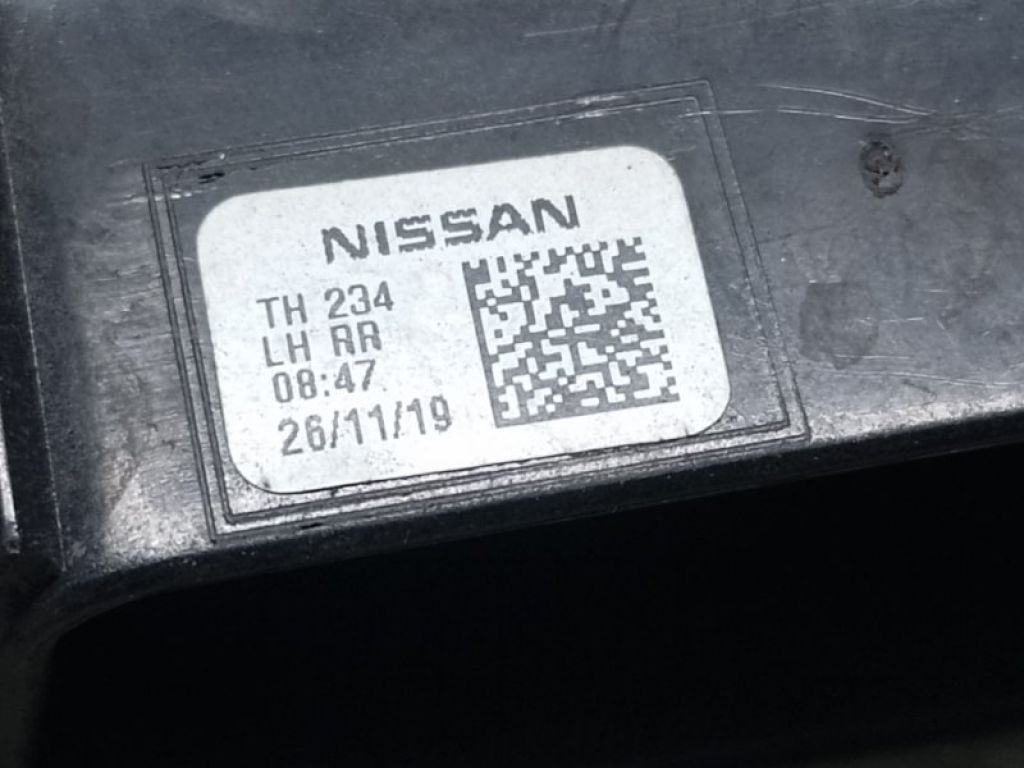 NISSAN
TH 234
LH RR
08:47
26/11/19